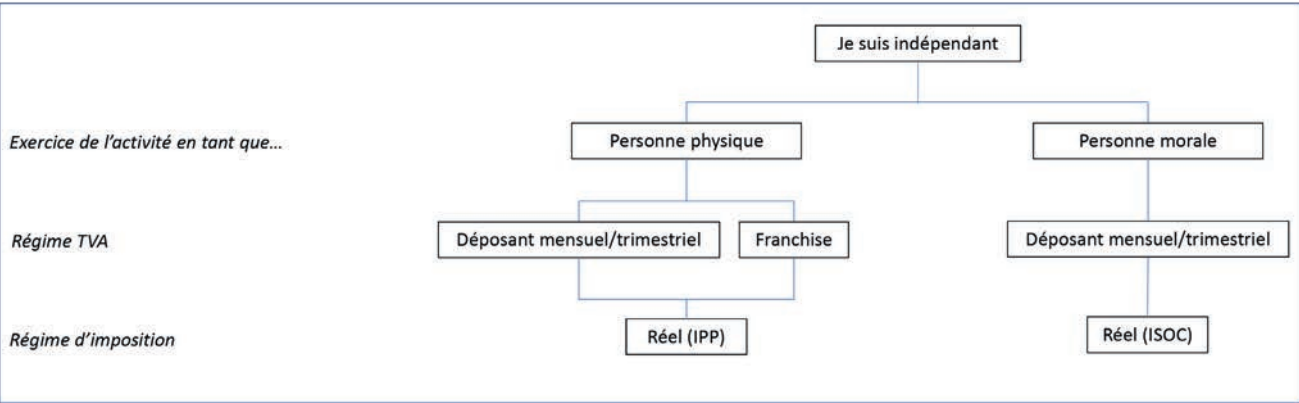 Je suis indépendant
Exercice de l’activité en tant que...
Personne physique
Personne morale
Régime TVA
Déposant mensuel/trimestriel
Franchise
Déposant mensuel/trimestriel
Régime d’imposition
Réel (IPP)
Réel (ISOC)